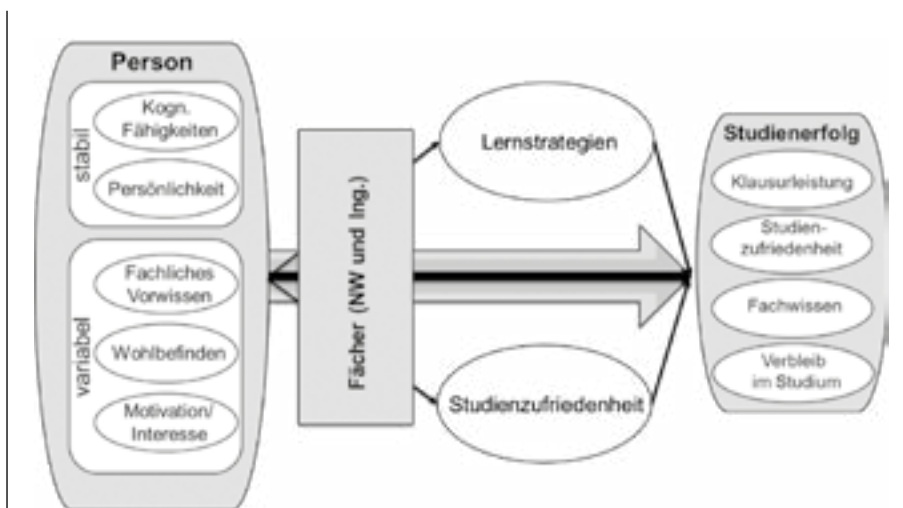 Person
stabil
Kogn.
Fähigkeiten
Persönlichkeit
variabel
Fachliches
Vorwissen
Wohlbefinden
Motivation/
Interesse
Fächer (NW und Ing.)
Lernstrategien
Studienzufriedenheit
Studienerfolg
Klausurleistung
Studien-
zufriedenheit
Fachwissen
Verbleib
im Studium